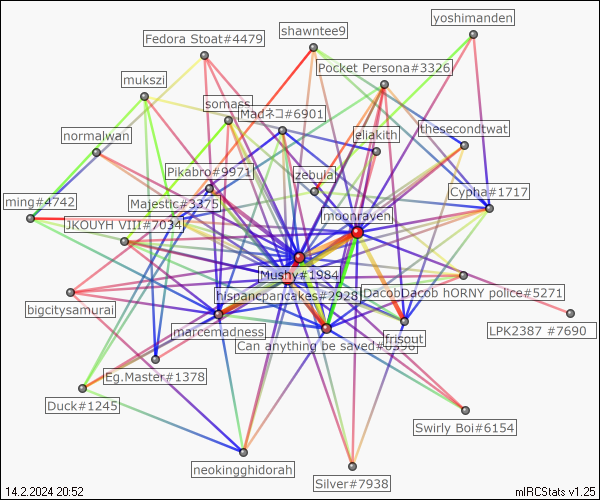 yoshimanden
shawntee9
Fedora Stoat#4479
Pocket Persona#3326
mukszi
somass
Madネコ#6901
thesecondtwat
normalwan
eliakith
Pikabro#9971
zebulal
Cypha#1717
ming#4742
Majestic#3375
moonraven
JKOUYH VIII#7034
Mushy#1984
hispancpancakes#2928
DacobDacob hORNY police#5271
bigcitysamurai
marcemadness
LPK2387 #7690
Can anything be saved
frisout
Eg.Master#1378
Duck#1245
Swirly Boi#6154
neokingghidorah
Silver#7938
14.2.2024 20:52
mIRCStats v1.25